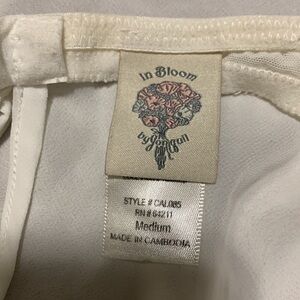 In Bloom
by Jonquil
STYLE # CAL085
RN # 64211
Medium
MADE IN CAMBODIA